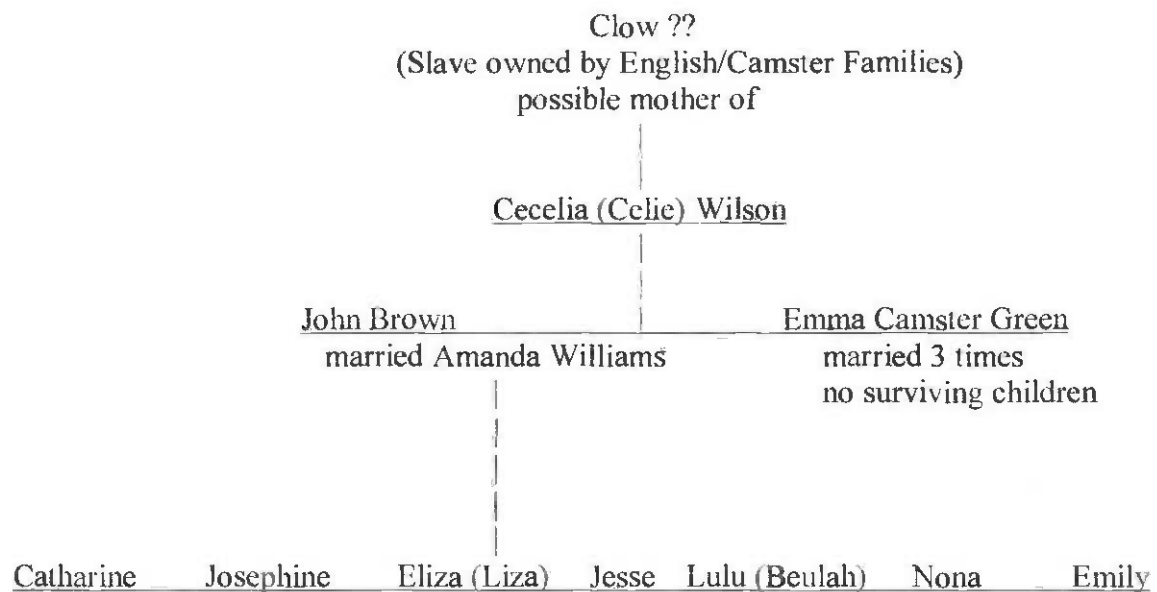 Clow ??
(Slave owned by English/Camster Families)
possible mother of
Cecelia (Celie) Wilson
John Brown Emma Camster Green
married Amanda Williams married 3 times
no surviving children
Catharine Josephine Eliza (Liza) Jesse Lulu (Beulah) Nona Emily